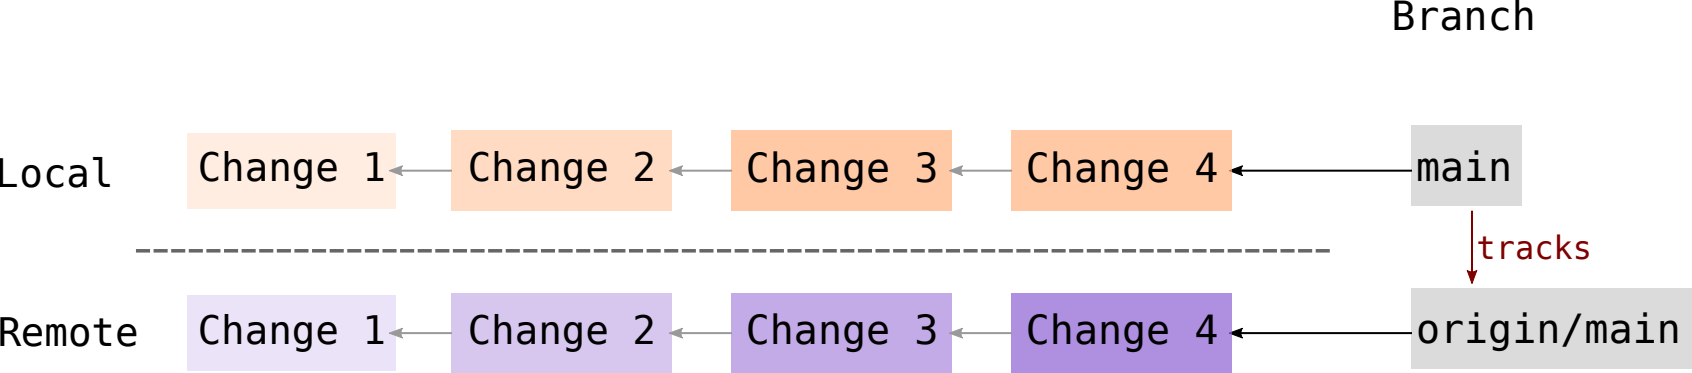 Branch
Local Change 1 Change 2 Change 3 Change 4 main
tracks
Remote Change 1 Change 2 Change 3 Change 4 origin/main